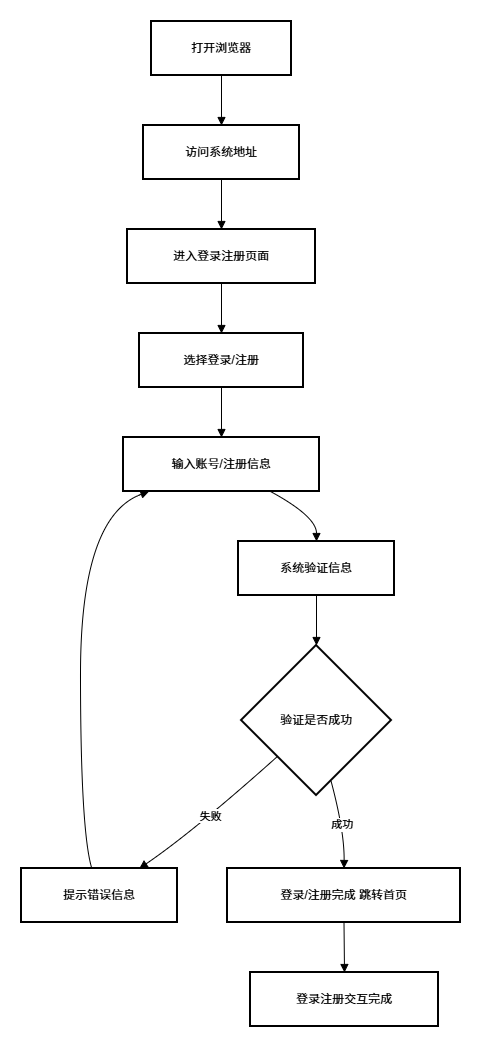 打开浏览器
访问系统地址
进入登录注册页面
选择登录/注册
输入账号/注册信息
系统验证信息
验证是否成功
失败
成功
提示错误信息
登录/注册完成 跳转首页
登录注册交互完成